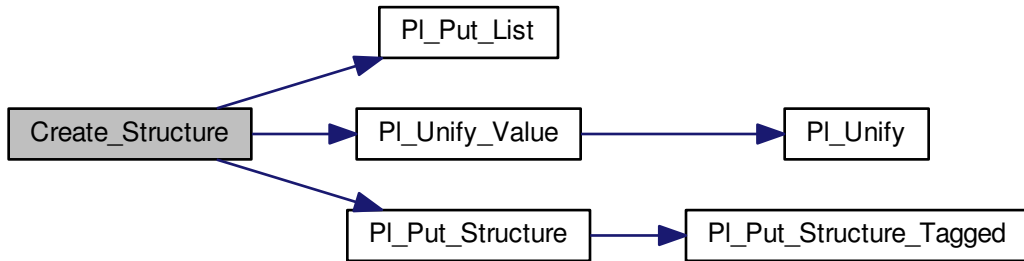 Pl_Put_List
Create_Structure
Pl_Unify_Value
Pl_Unify
Pl_Put_Structure
Pl_Put_Structure_Tagged